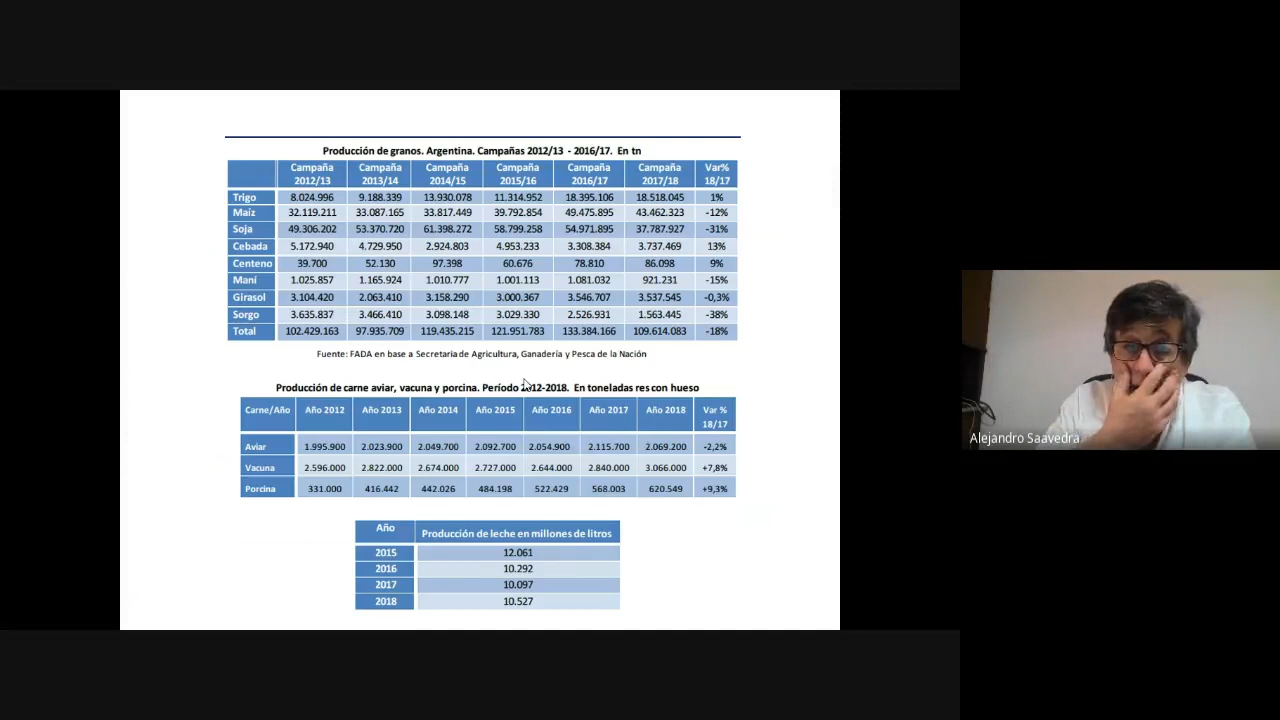 Producción de granos. Argentina. Campañas 2012/13 - 2016/17. En tn
Campaña 2012/13 Campaña 2013/14 Campaña 2014/15 Campaña 2015/16 Campaña 2016/17 Campaña 2017/18 Var% 18/17
Trigo 8.024.996 9.188.339 13.930.078 11.314.952 18.395.106 18.518.045 1%
Maíz 32.119.211 33.087.165 33.817.449 39.792.854 49.475.895 43.462.323 -12%
Soja 49.306.202 53.370.720 61.398.272 58.799.258 54.971.895 37.787.927 -31%
Cebada 5.172.940 4.729.950 2.924.803 4.953.233 3.308.384 3.737.469 13%
Centeno 39.700 52.130 97.398 60.676 78.810 86.098 9%
Maní 1.025.857 1.165.924 1.010.777 1.001.113 1.081.032 921.231 -15%
Girasol 3.104.420 2.063.410 3.158.290 3.000.367 3.546.707 3.537.545 -0,3%
Sorgo 3.635.837 3.466.410 3.098.148 3.029.330 2.526.931 1.563.445 -38%
Total 102.429.163 97.935.709 119.435.215 121.951.783 133.384.166 109.614.083 -18%
Fuente: FADA en base a Secretaria de Agricultura, Ganadería y Pesca de la Nación
Producción de carne aviar, vacuna y porcina. Período 2012-2018. En toneladas res con hueso
Carne/Año Año 2012 Año 2013 Año 2014 Año 2015 Año 2016 Año 2017 Año 2018 Var % 18/17
Aviar 1.995.900 2.023.900 2.049.700 2.092.700 2.054.900 2.115.700 2.069.200 -2,2%
Vacuna 2.596.000 2.822.000 2.674.000 2.727.000 2.644.000 2.840.000 3.066.000 +7,8%
Porcina 331.000 416.442 442.026 484.198 522.429 568.003 620.549 +9,3%
Año Producción de leche en millones de litros
2015 12.061
2016 10.292
2017 10.097
2018 10.527
Alejandro Saavedra